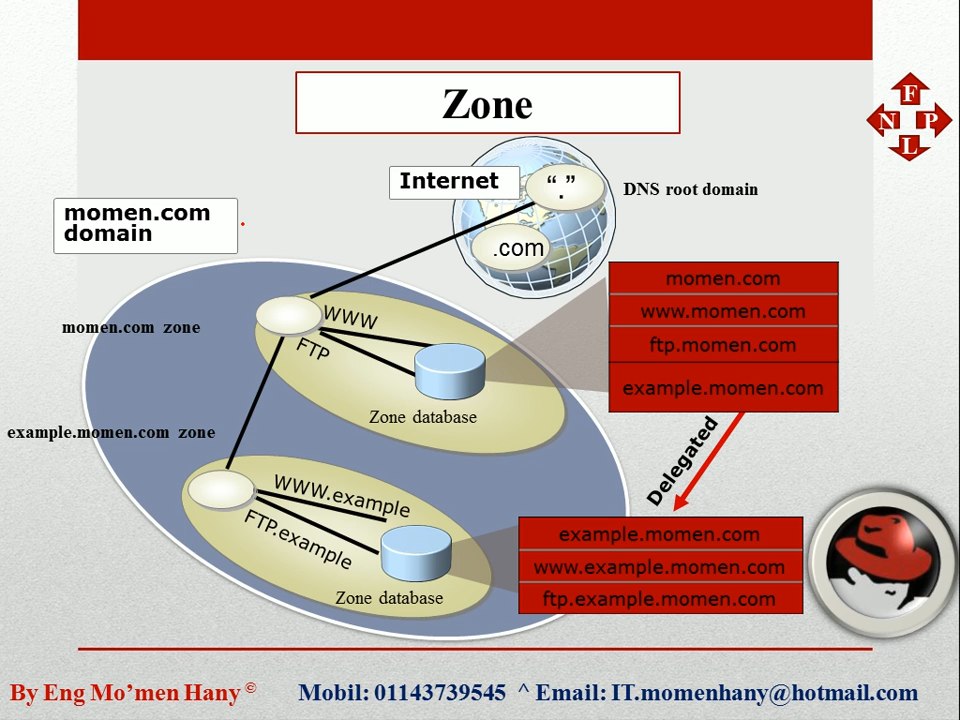 Zone
F
N P
L
Internet
“.”
DNS root domain
.com
momen.com
domain
momen.com zone
WWW
FTP
Zone database
momen.com
www.momen.com
ftp.momen.com
example.momen.com
Delegated
example.momen.com zone
WWW.example
FTP.example
Zone database
example.momen.com
www.example.momen.com
ftp.example.momen.com
By Eng Mo’men Hany © Mobil: 01143739545 ^ Email: IT.momenhany@hotmail.com